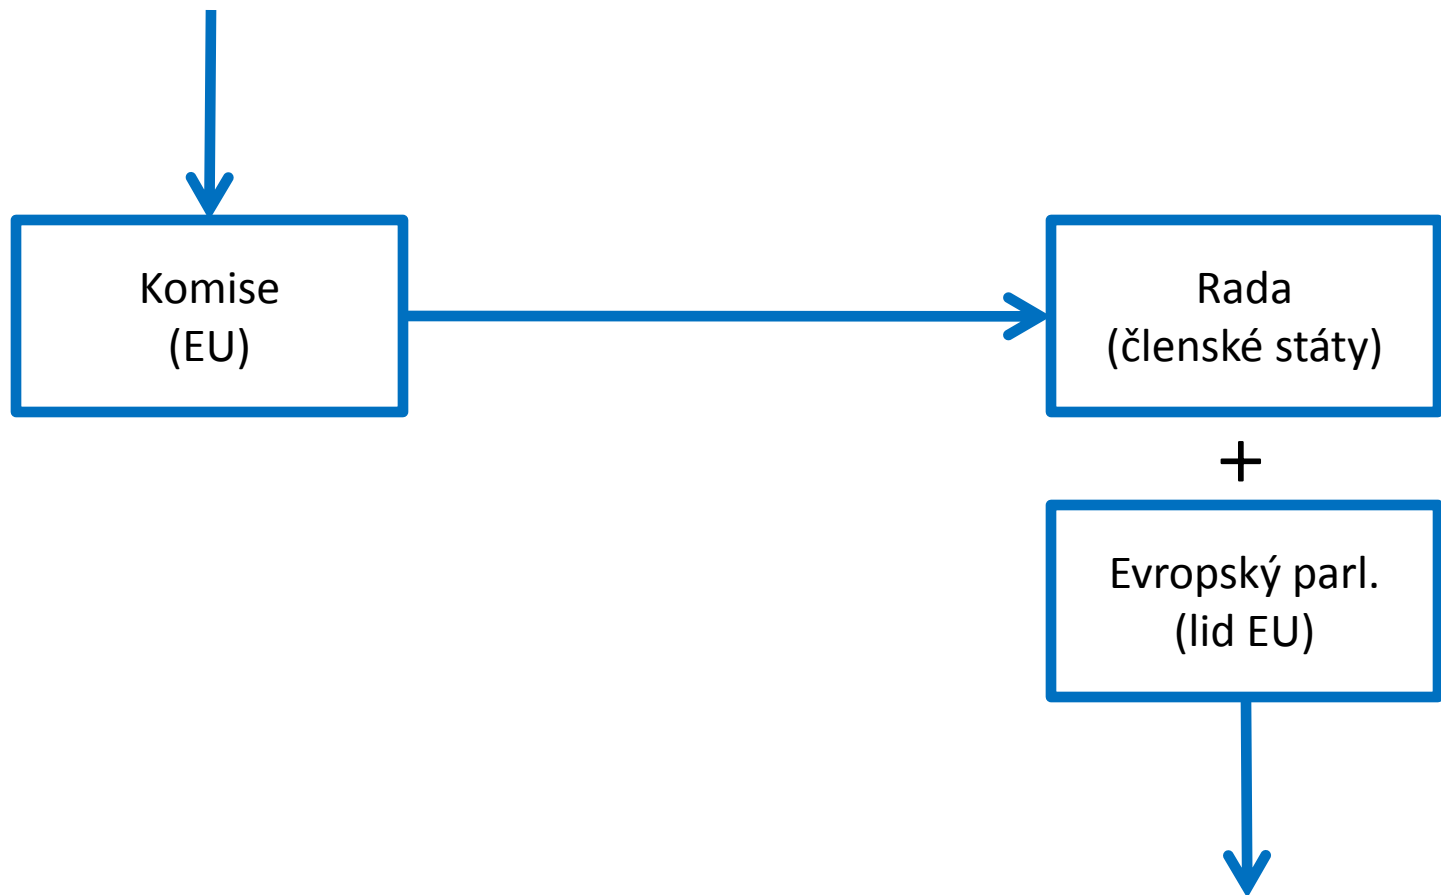 Komise
(EU)
Rada
(členské státy)
+
Evropský parl.
(lid EU)